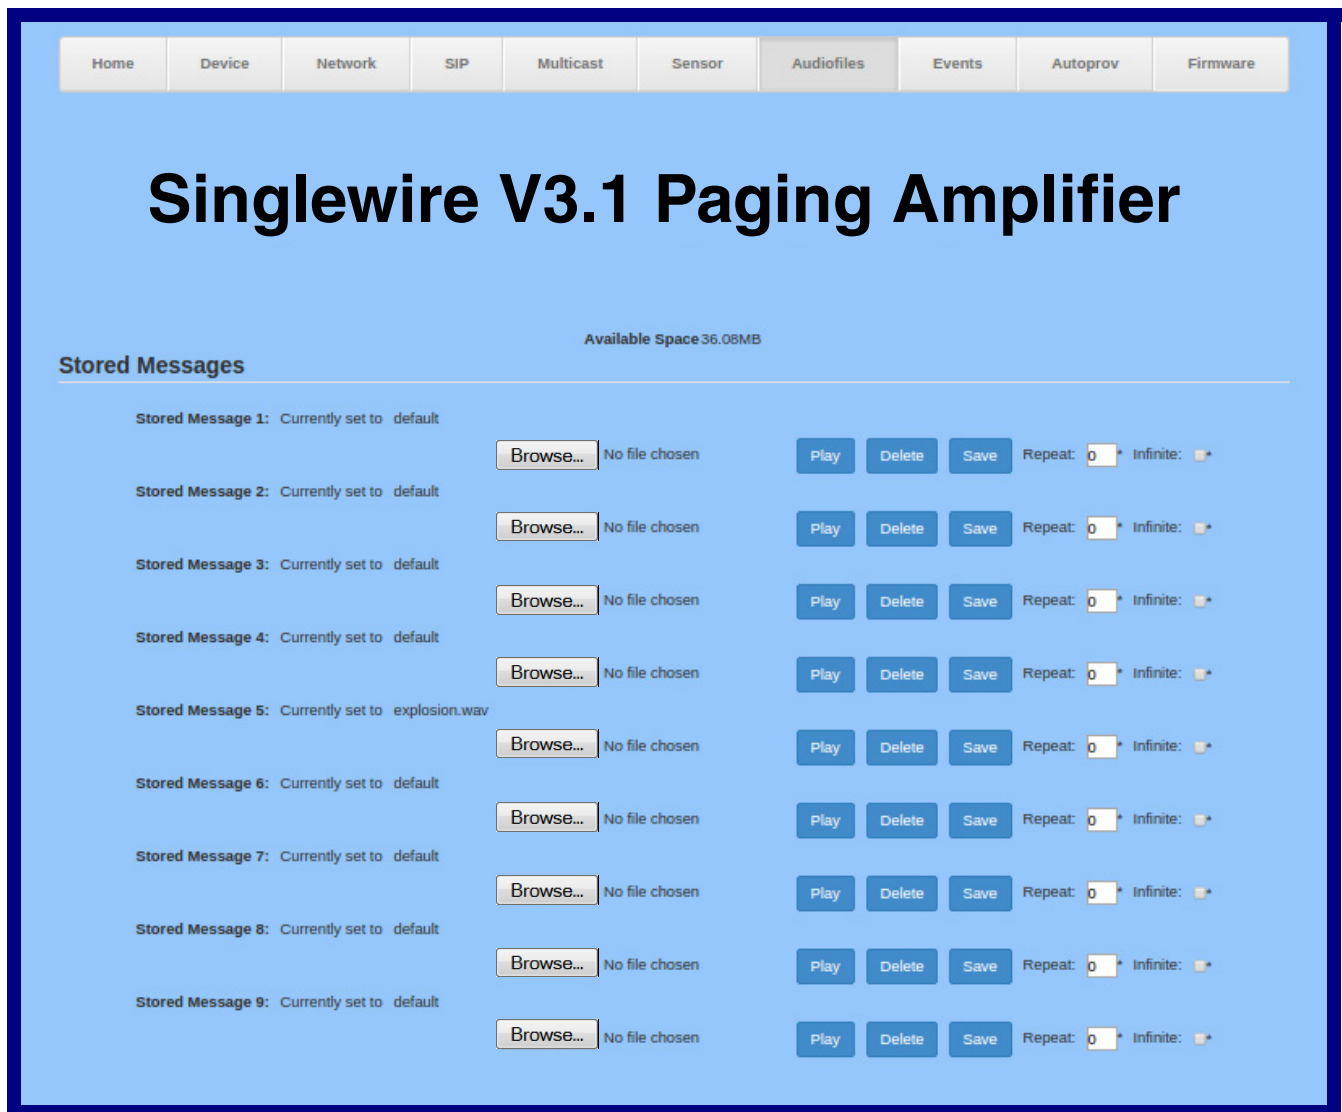 Home Device Network SIP Multicast Sensor Audiofiles Events Autoprov Firmware
Singlewire V3.1 Paging Amplifier
Available Space 36.08MB
Stored Messages
Stored Message 1: Currently set to default
Browse... No file chosen Play Delete Save Repeat: 0 * Infinite: *
Stored Message 2: Currently set to default
Browse... No file chosen Play Delete Save Repeat: 0 * Infinite: *
Stored Message 3: Currently set to default
Browse... No file chosen Play Delete Save Repeat: 0 * Infinite: *
Stored Message 4: Currently set to default
Browse... No file chosen Play Delete Save Repeat: 0 * Infinite: *
Stored Message 5: Currently set to explosion.wav
Browse... No file chosen Play Delete Save Repeat: 0 * Infinite: *
Stored Message 6: Currently set to default
Browse... No file chosen Play Delete Save Repeat: 0 * Infinite: *
Stored Message 7: Currently set to default
Browse... No file chosen Play Delete Save Repeat: 0 * Infinite: *
Stored Message 8: Currently set to default
Browse... No file chosen Play Delete Save Repeat: 0 * Infinite: *
Stored Message 9: Currently set to default
Browse... No file chosen Play Delete Save Repeat: 0 * Infinite: *